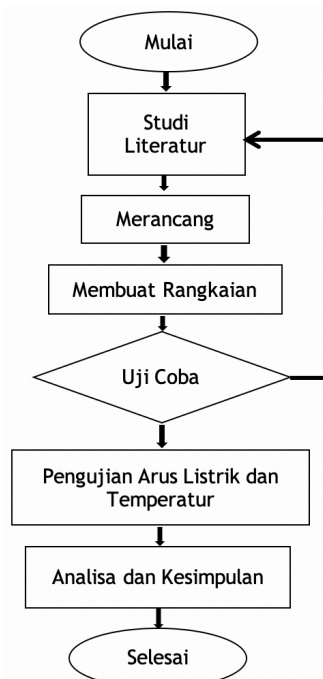 Mulai
Studi
Literatur
Merancang
Membuat Rangkaian
Uji Coba
Pengujian Arus Listrik dan
Temperatur
Analisa dan Kesimpulan
Selesai